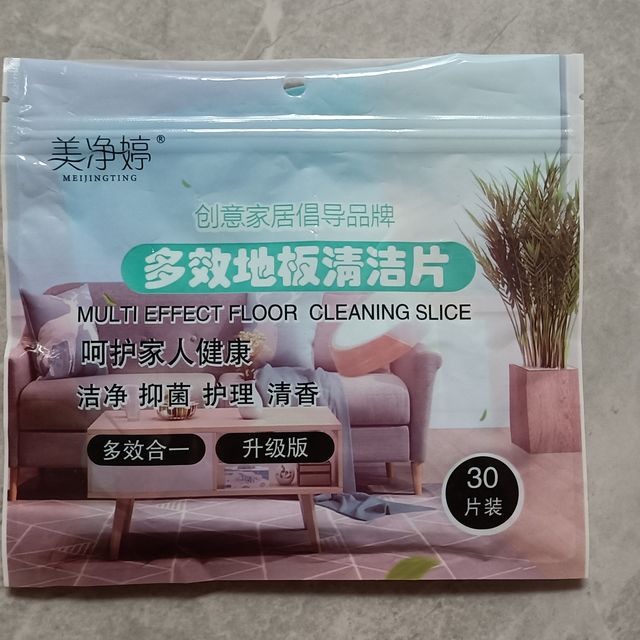 美净婷®
MEIJINGTING
创意家居倡导品牌
多效地板清洁片
MULTI EFFECT FLOOR CLEANING SLICE
呵护家人健康
洁净 抑菌 护理 清香
多效合一 升级版
30
片装